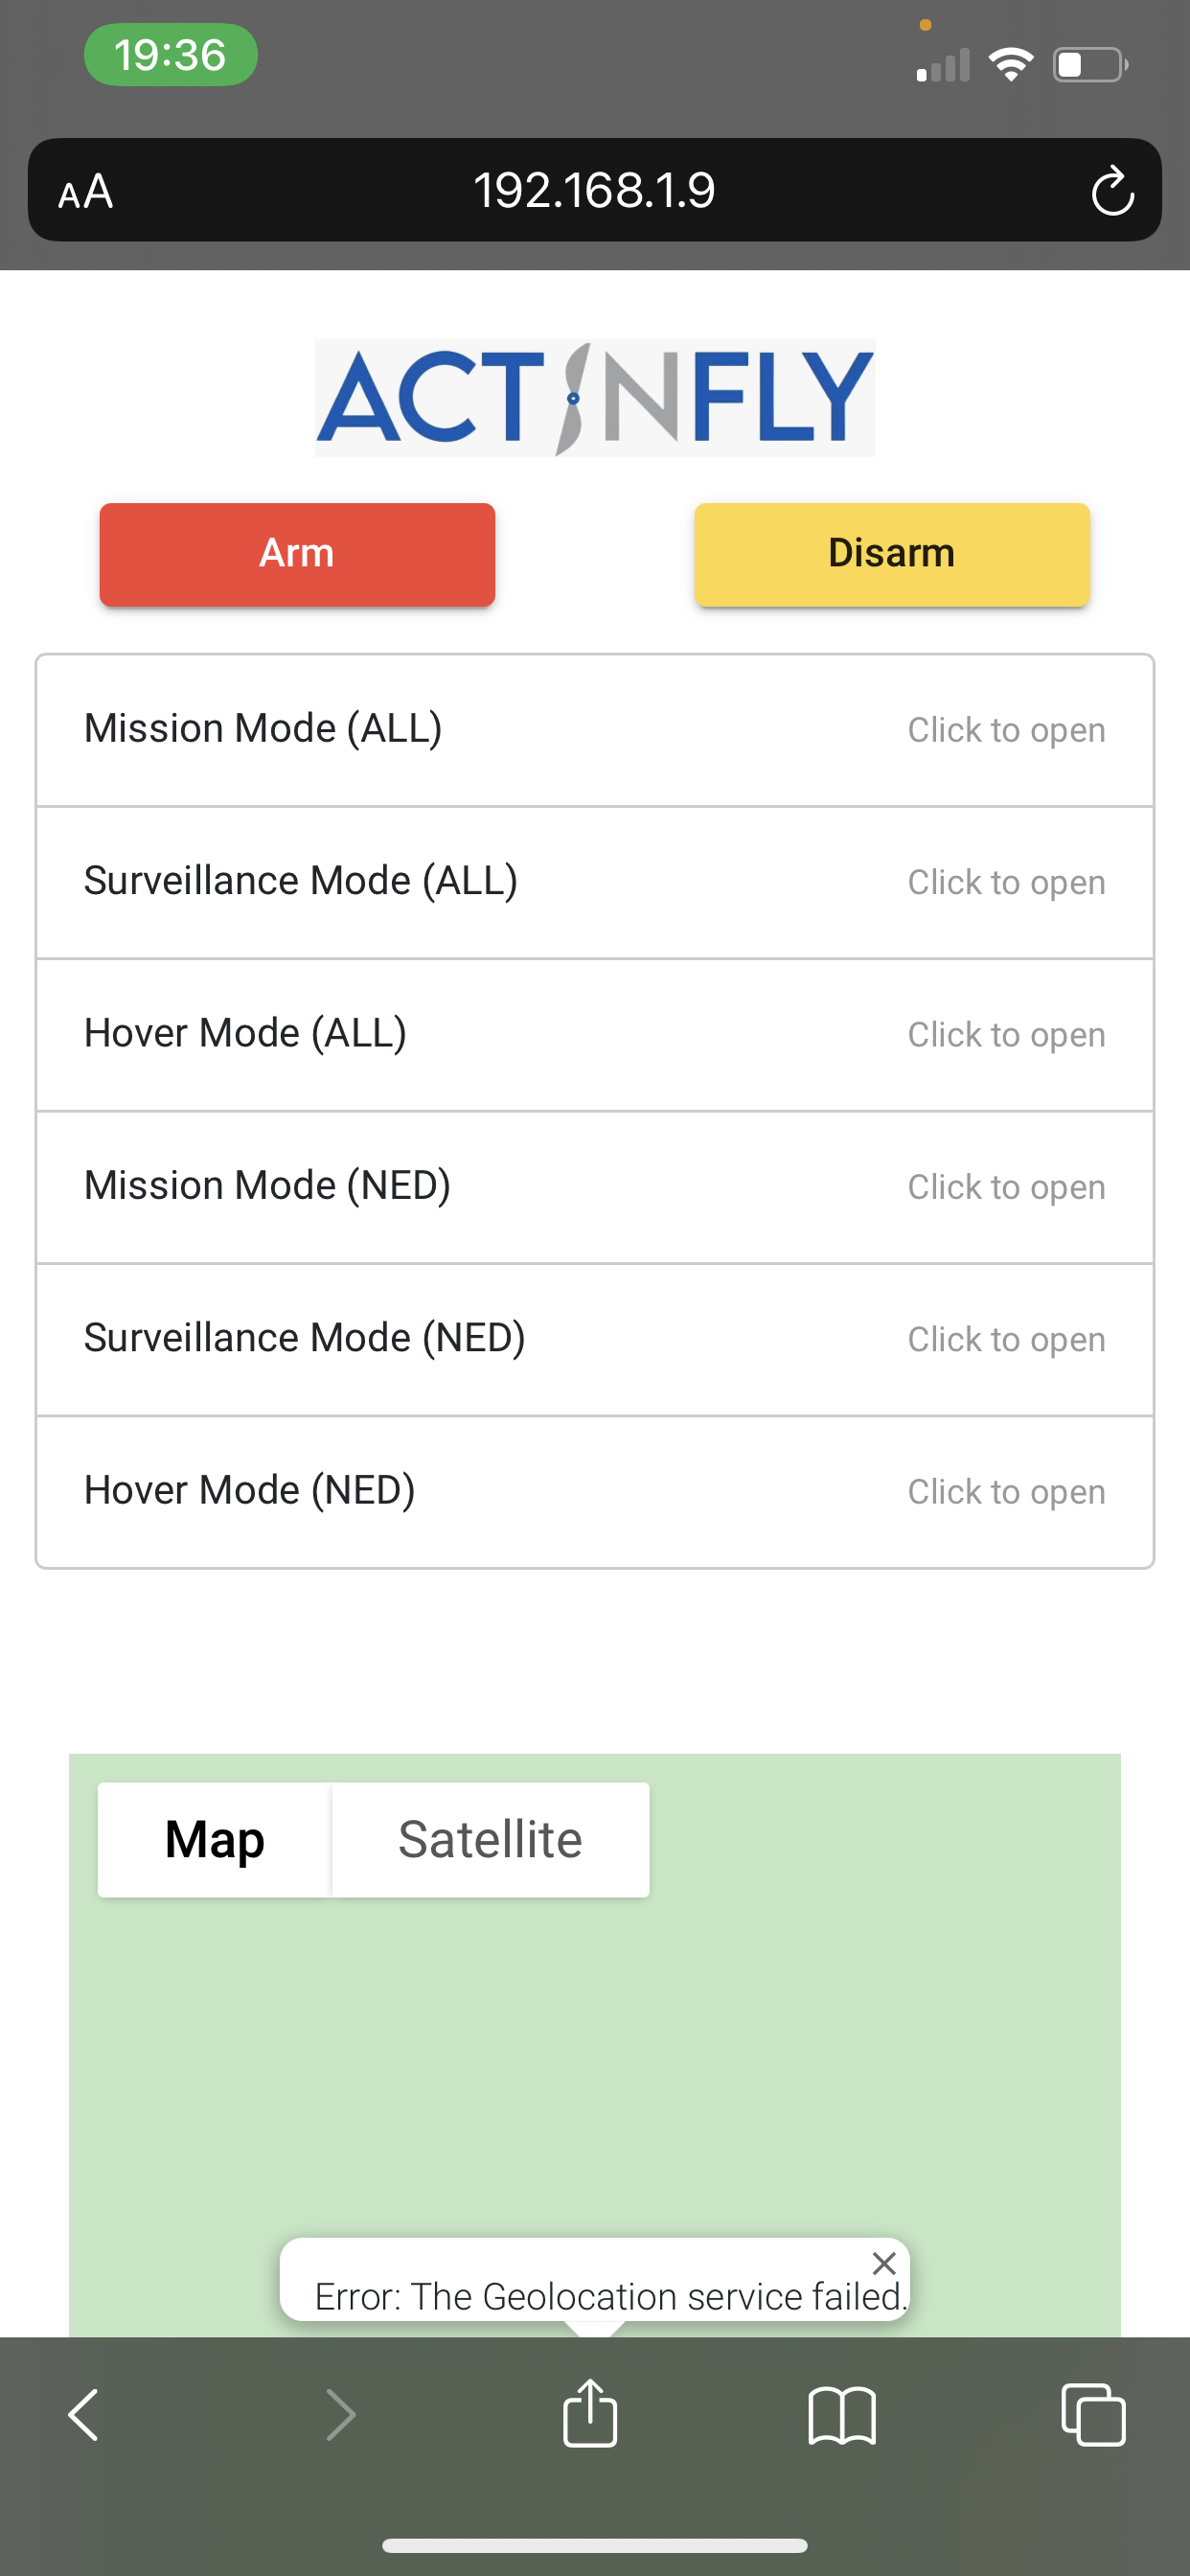 19:36
AA 192.168.1.9
ACTINFLY
Arm Disarm
Mission Mode (ALL) Click to open
Surveillance Mode (ALL) Click to open
Hover Mode (ALL) Click to open
Mission Mode (NED) Click to open
Surveillance Mode (NED) Click to open
Hover Mode (NED) Click to open
Map Satellite
Error: The Geolocation service failed.